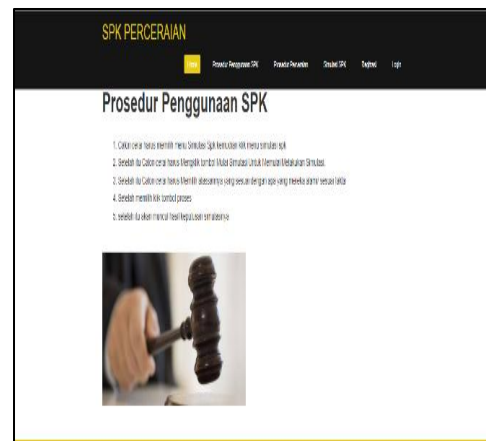 SPK PERCERAIAN
Home Prosedur Penggunaan SPK Prosedur Perceraian Simulasi SPK Registrasi Login
Prosedur Penggunaan SPK
1. Calon cerai harus memilih menu Simulasi Spk kemudian klik menu simulasi spk
2. Setelah itu Calon cerai harus Mengklik tombol Mulai Simulasi Untuk Memulai Melakukan Simulasi.
3. Setelah itu Calon cerai harus Memilih alasannya yang sesuai dengan apa yang mereka alami/ sesuai fakta
4. Setelah memilih klik tombol proses
5. setelah itu akan muncul hasil keputusan simulasinya